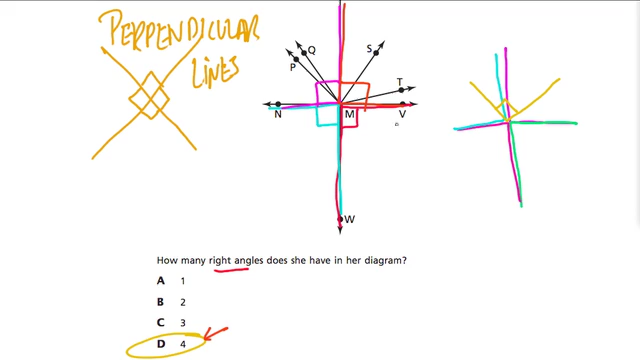 PERPENDICULAR
LINES
Q
P
S
T
N
M
V
W
How many right angles does she have in her diagram?
A 1
B 2
C 3
D 4